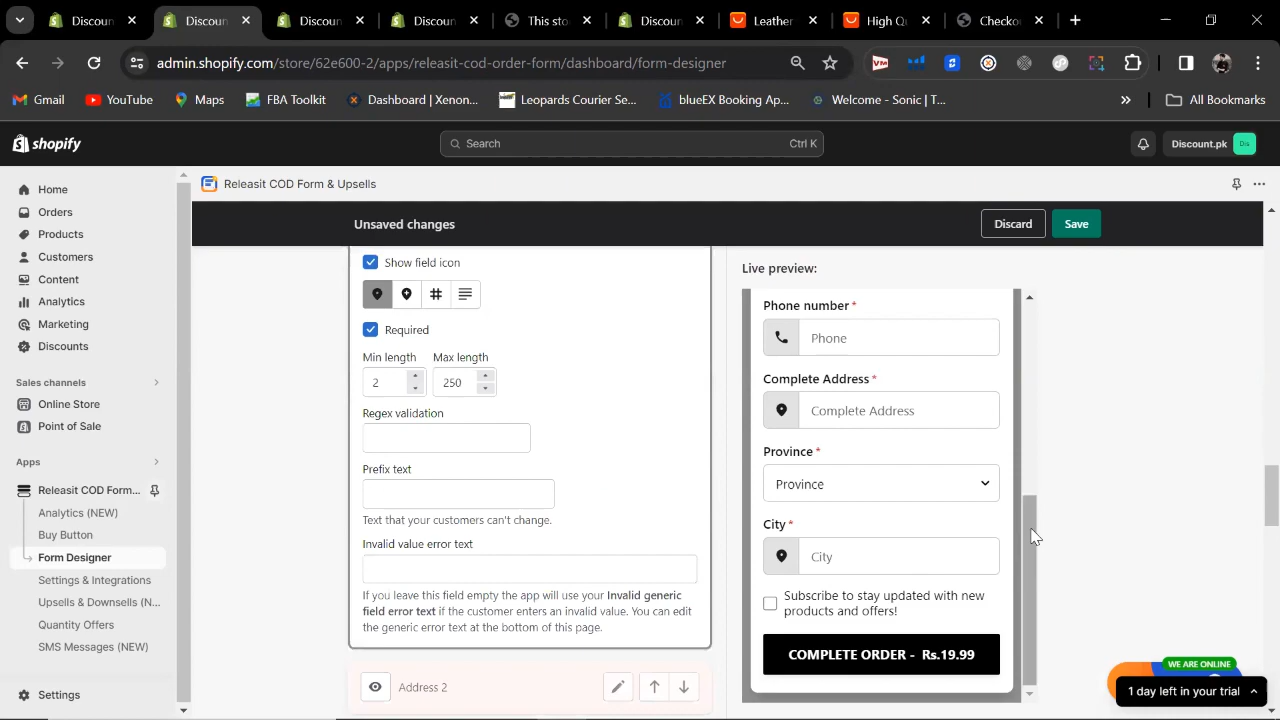 Discoun
Discoun
Discoun
Discoun
This sto
Discoun
Leather
High Qu
Checkou
admin.shopify.com/store/62e600-2/apps/releasit-cod-order-form/dashboard/form-designer
Gmail
YouTube
Maps
FBA Toolkit
Dashboard | Xenon...
Leopards Courier Se...
blueEX Booking Ap...
Welcome - Sonic | T...
All Bookmarks
shopify
Search
Ctrl K
Discount.pk
Dis
Home
Orders
Products
Customers
Content
Analytics
Marketing
Discounts
Sales channels
Online Store
Point of Sale
Apps
Releasit COD Form...
Analytics (NEW)
Buy Button
Form Designer
Settings & Integrations
Upsells & Downsells (N...
Quantity Offers
SMS Messages (NEW)
Settings
Releasit COD Form & Upsells
Unsaved changes
Discard
Save
Show field icon
Required
Min length
Max length
2
250
Regex validation
Prefix text
Text that your customers can't change.
Invalid value error text
If you leave this field empty the app will use your Invalid generic
field error text if the customer enters an invalid value. You can edit
the generic error text at the bottom of this page.
Address 2
Live preview:
Phone number *
Phone
Complete Address *
Complete Address
Province *
Province
City *
City
Subscribe to stay updated with new
products and offers!
COMPLETE ORDER - Rs.19.99
WE ARE ONLINE
1 day left in your trial